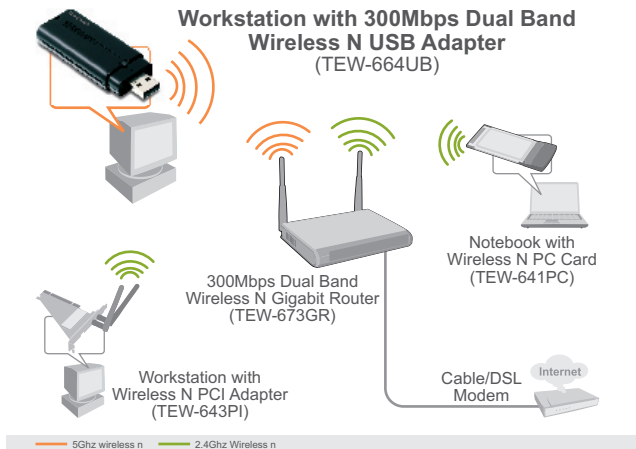 Workstation with 300Mbps Dual Band
Wireless N USB Adapter
(TEW-664UB)
Notebook with
Wireless N PC Card
(TEW-641PC)
300Mbps Dual Band
Wireless N Gigabit Router
(TEW-673GR)
Workstation with
Wireless N PCI Adapter
(TEW-643PI)
Cable/DSL
Modem
Internet
5Ghz wireless n
2.4Ghz Wireless n